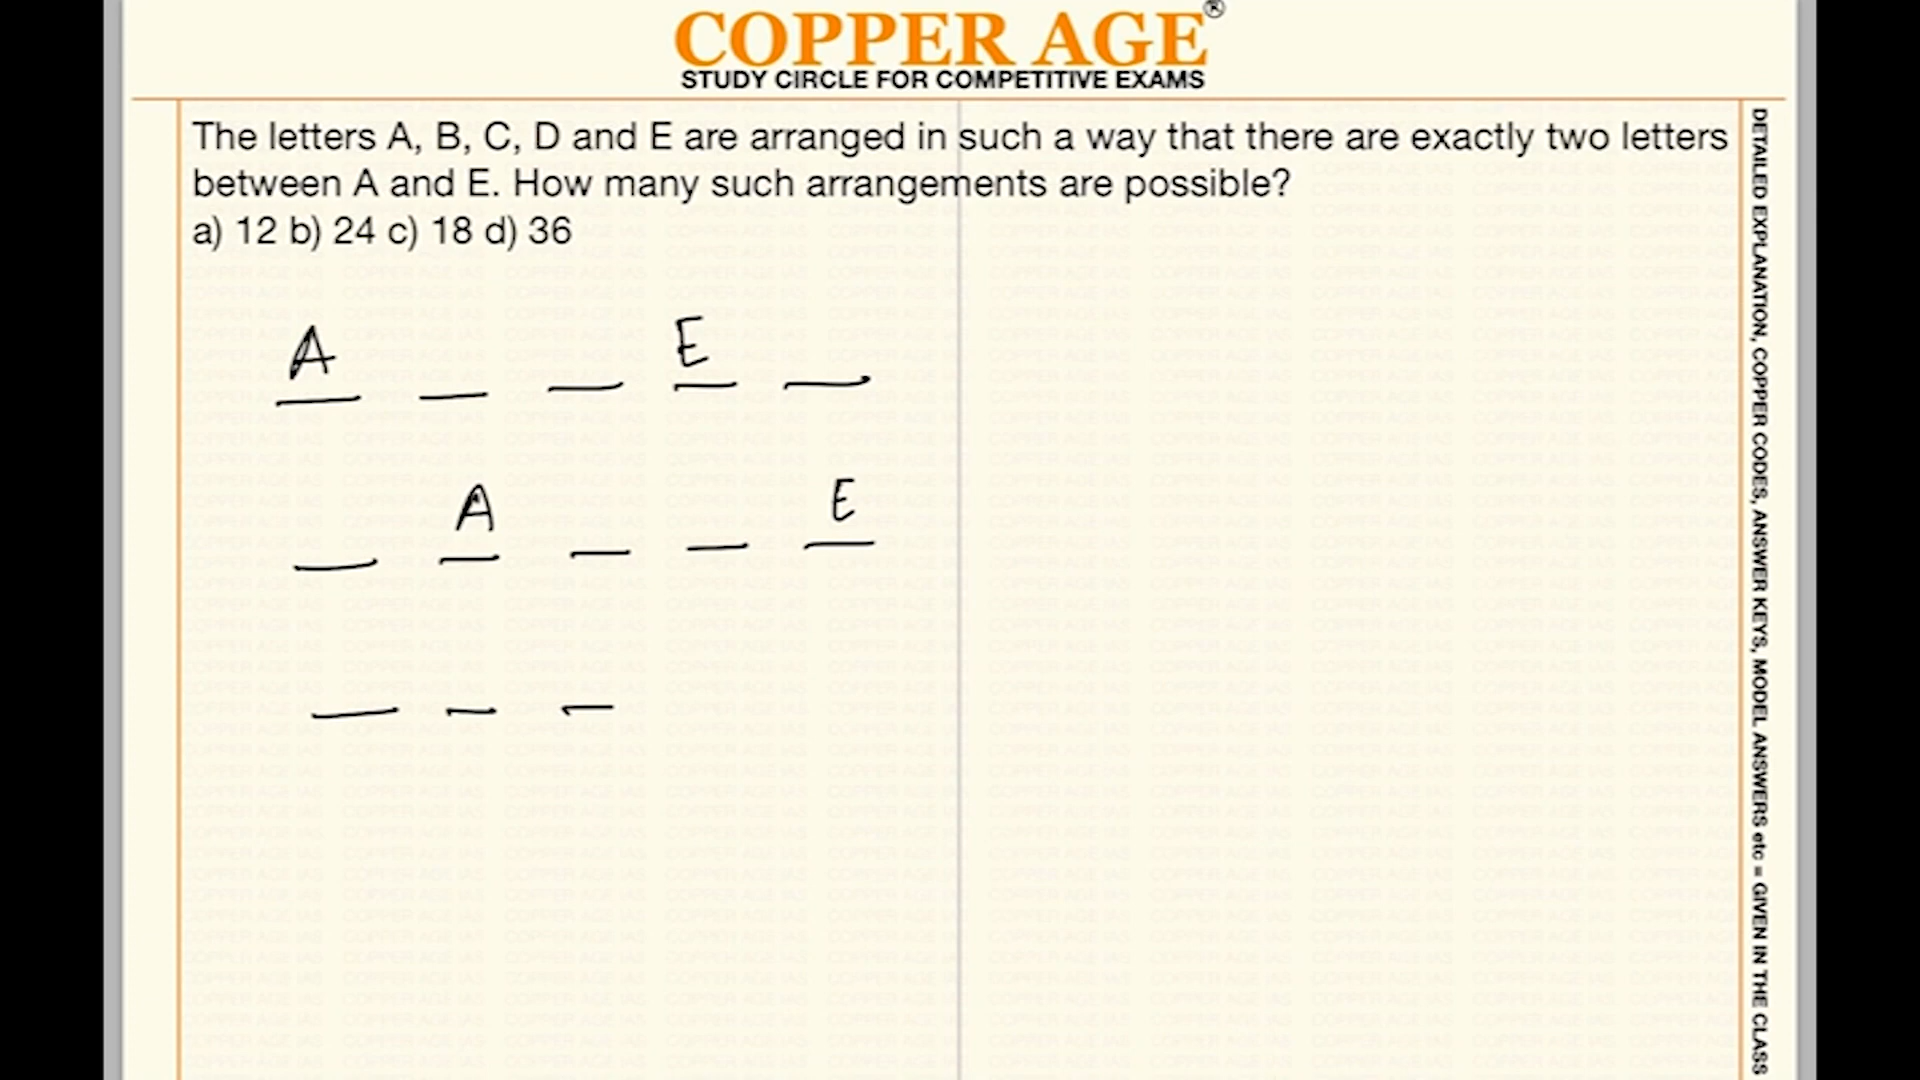 COPPER AGE®
STUDY CIRCLE FOR COMPETITIVE EXAMS
The letters A, B, C, D and E are arranged in such a way that there are exactly two letters
between A and E. How many such arrangements are possible?
a) 12 b) 24 c) 18 d) 36
A E
A E
DETAILED EXPLANATION, COPPER CODES, ANSWER KEYS, MODEL ANSWERS etc = GIVEN IN THE CLASS